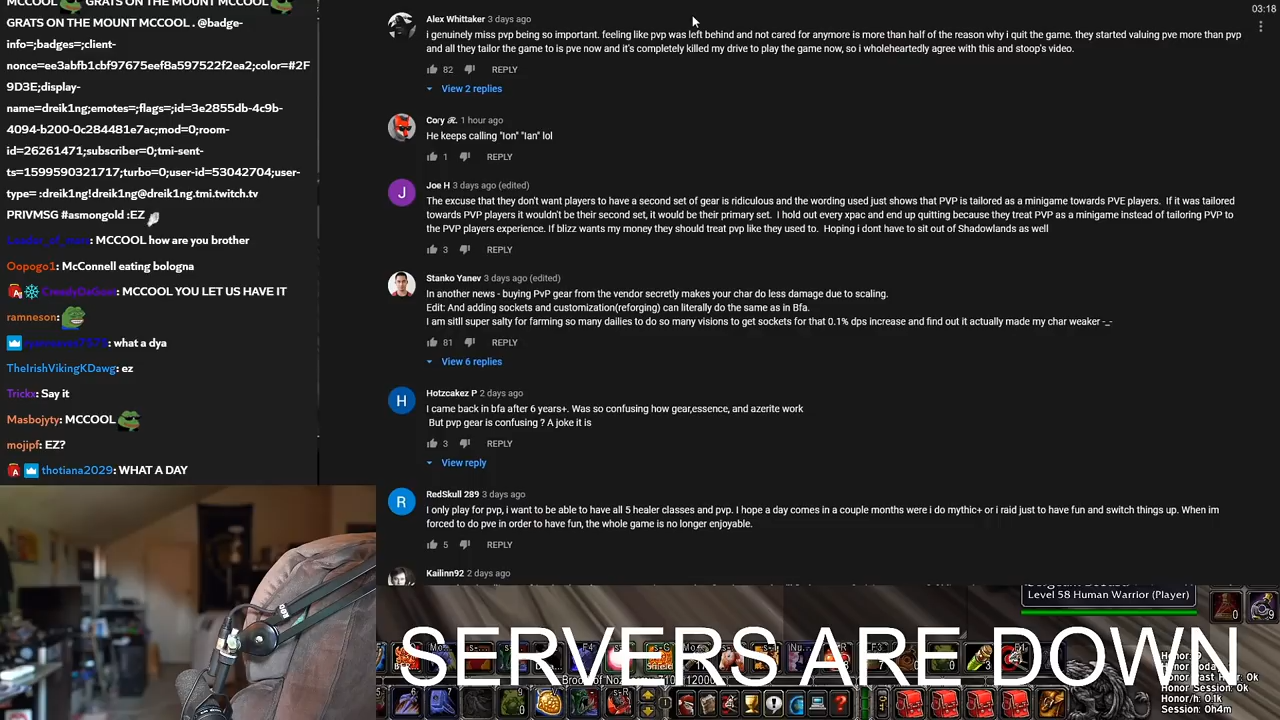 MCCOOL GRATS ON THE MOUNT MCCOOL
GRATS ON THE MOUNT MCCOOL . @badge-
info=;badges=;client-
nonce=ee3abfb1cbf97675eef8a597522f2ea2;color=#2F
9D3E;display-
name=dreik1ng;emotes=;flags=;id=3e2855db-4c9b-
4094-b200-0c284481e7ac;mod=0;room-
id=26261471;subscriber=0;tmi-sent-
ts=1599590321717;turbo=0;user-id=53042704;user-
type= :dreik1ng!dreik1ng@dreik1ng.tmi.twitch.tv
PRIVMSG #asmongold :EZ
: MCCOOL how are you brother
Oopogo1: McConnell eating bologna
CreedyDaGoat: MCCOOL YOU LET US HAVE IT
ramneson:
: what a dya
TheIrishVikingKDawg: ez
Trickx: Say it
Masbojyty: MCCOOL
mojipf: EZ?
thotiana2029: WHAT A DAY
03:18
Alex Whittaker 3 days ago
i genuinely miss pvp being so important. feeling like pvp was left behind and not cared for anymore is more than half of the reason why i quit the game. they started valuing pve more than pvp
and all they tailor the game to is pve now and it's completely killed my drive to play the game now, so i wholeheartedly agree with this and stoop's video.
82 REPLY
View 2 replies
Cory R. 1 hour ago
He keeps calling "Ion" "Ian" lol
1 REPLY
J
Joe H 3 days ago (edited)
The excuse that they don't want players to have a second set of gear is ridiculous and the wording used just shows that PVP is tailored as a minigame towards PVE players. If it was tailored
towards PVP players it wouldn't be their second set, it would be their primary set. I hold out every xpac and end up quitting because they treat PVP as a minigame instead of tailoring PVP to
the PVP players experience. If blizz wants my money they should treat pvp like they used to. Hoping i dont have to sit out of Shadowlands as well
3 REPLY
Stanko Yanev 3 days ago (edited)
In another news - buying PvP gear from the vendor secretly makes your char do less damage due to scaling.
Edit: And adding sockets and customization(reforging) can literally do the same as in Bfa.
I am sitll super salty for farming so many dailies to do so many visions to get sockets for that 0.1% dps increase and find out it actually made my char weaker -_-
81 REPLY
View 6 replies
H
Hotzcakez P 2 days ago
I came back in bfa after 6 years+. Was so confusing how gear,essence, and azerite work
But pvp gear is confusing ? A joke it is
3 REPLY
View reply
R
RedSkull 289 3 days ago
I only play for pvp, i want to be able to have all 5 healer classes and pvp. I hope a day comes in a couple months were i do mythic+ or i raid just to have fun and switch things up. When im
forced to do pve in order to have fun, the whole game is no longer enjoyable.
5 REPLY
Kailinn92 2 days ago
Level 58 Human Warrior (Player)
SERVERS ARE DOWN
Honor Session: 0k
Honor/h: 0.1k
Session: 0h4m